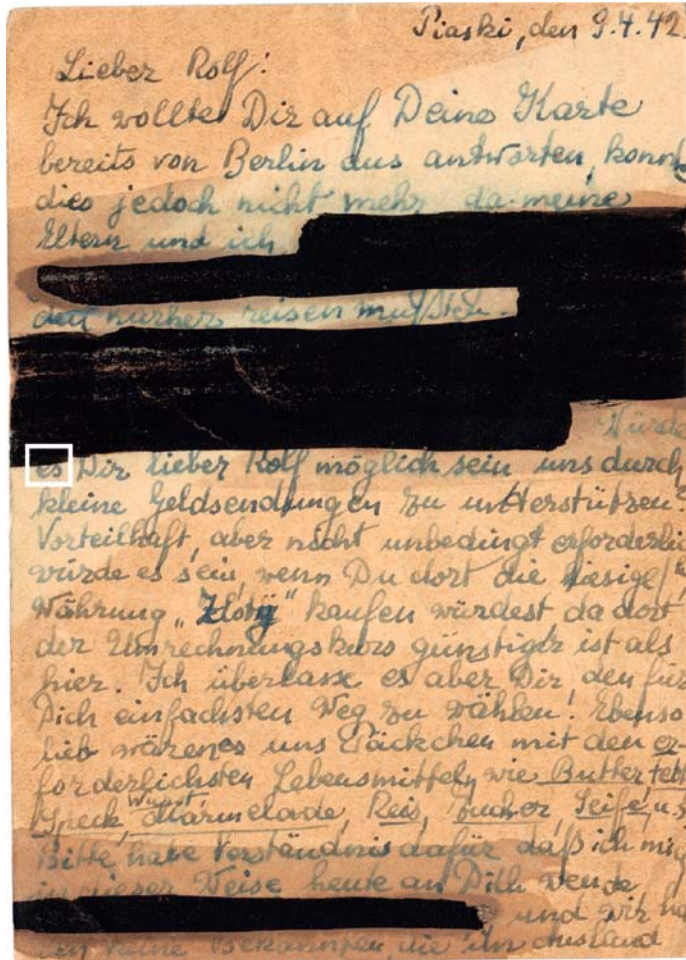 Piaski, den 9.4.42.
Lieber Rolf!
Ich wollte Dir auf Deine Karte
bereits von Berlin aus antworten, konnte
dies jedoch nicht mehr da meine
Eltern und ich
reisen mußten.
Würde
es Dir lieber Rolf möglich sein uns durch
kleine Geldsendungen zu unterstützen?
Vorteilhaft, aber nicht unbedingt erforderlic
würde es sein, wenn Du dort die hiesige
Währung „Zloty“ kaufen würdest da dort
der Umrechnungskurs günstiger ist als
hier. Ich überlasse es aber Dir, den für
Dich einfachsten Weg zu wählen! Ebenso
lieb wären es uns Päckchen mit den er-
forderlichsten Lebensmitteln wie Butter, Fett,
Speck, Wurst, Marmelade, Reis, Zucker, Seife, u.s
Bitte habe Verständnis dafür daß ich mic
in dieser Weise heute an Dich wende
und wir ha
ben keine Bekannten, die im Ausland